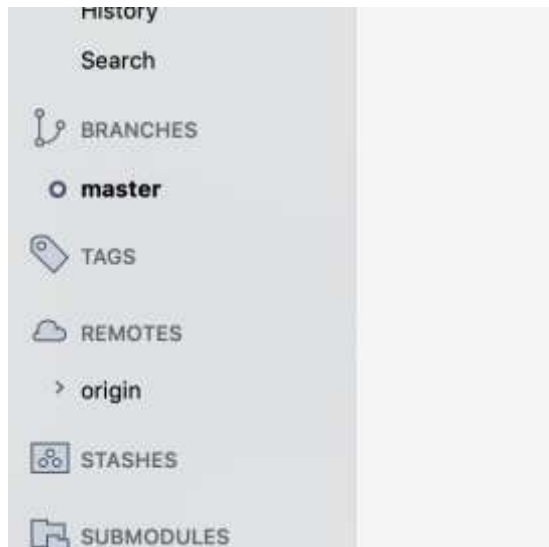 History
Search
BRANCHES
master
TAGS
REMOTES
origin
STASHES
SUBMODULES